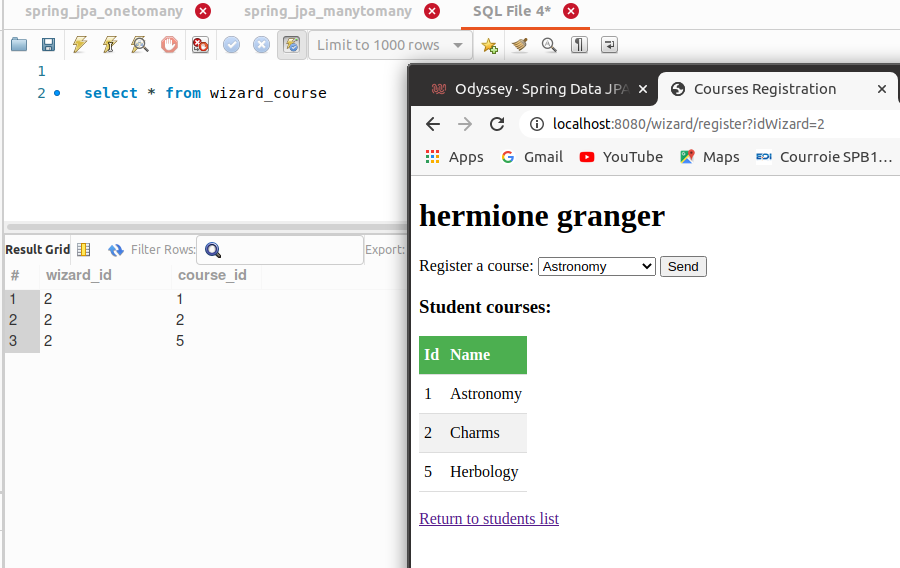 spring_jpa_onetomany spring_jpa_manytomany SQL File 4*
Limit to 1000 rows
1
2 select * from wizard_course
Odyssey · Spring Data JPA Courses Registration
localhost:8080/wizard/register?idWizard=2
Apps Gmail YouTube Maps EDI Courroie SPB1…
hermione granger
Register a course: Astronomy Send
Student courses:
Id Name
1 Astronomy
2 Charms
5 Herbology
Return to students list
Result Grid Filter Rows: Export:
# wizard_id course_id
1 2 1
2 2 2
3 2 5